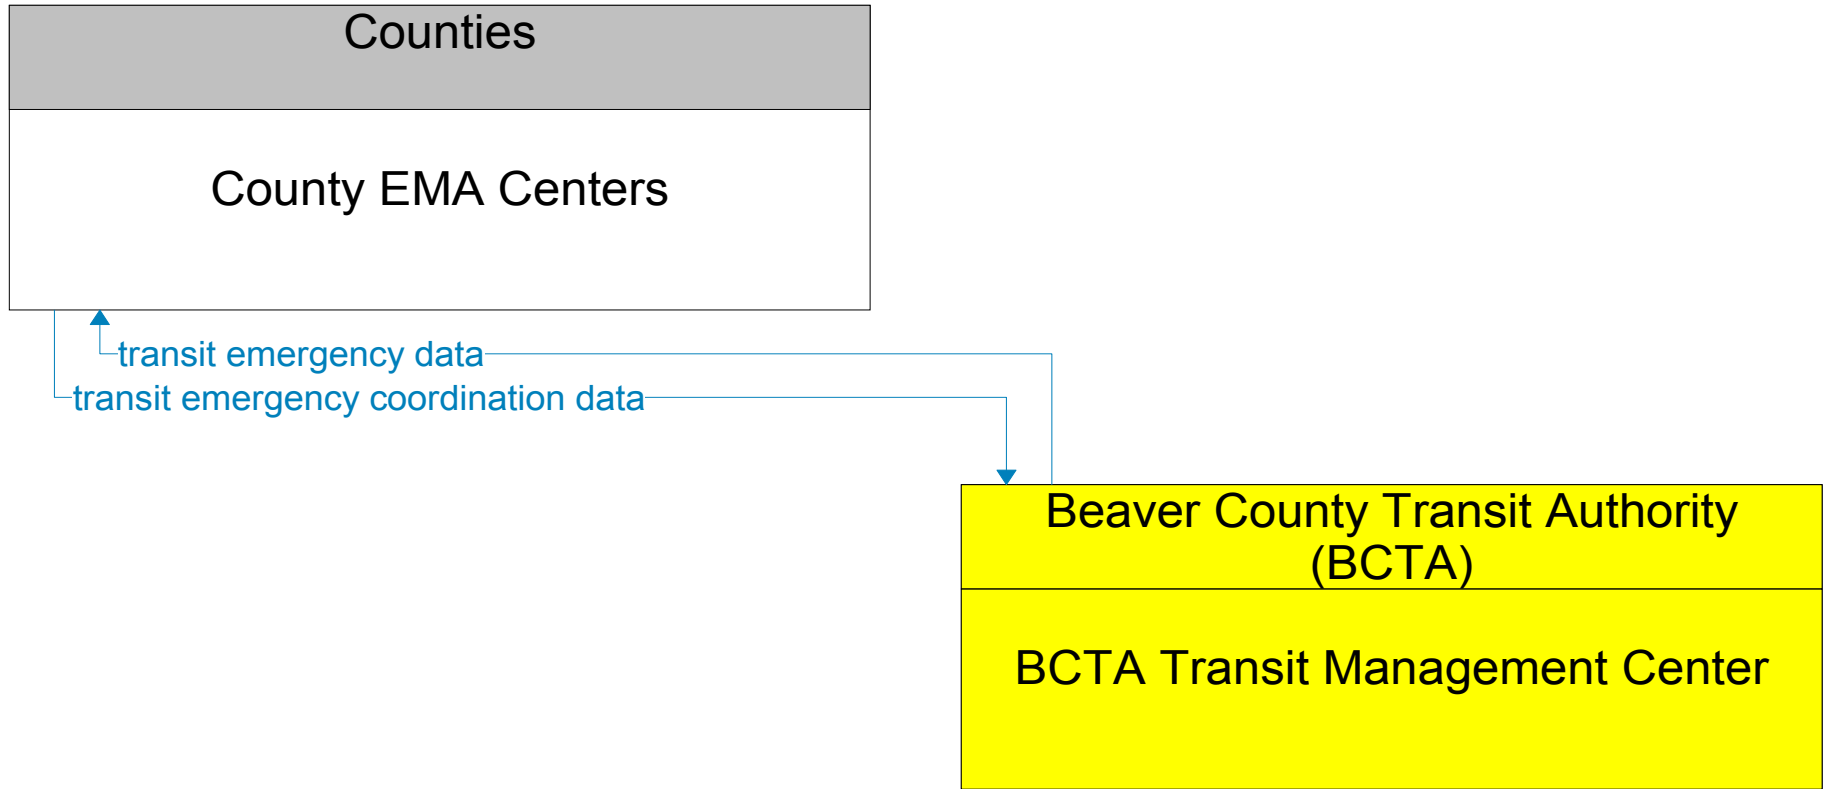 Counties
County EMA Centers
transit emergency data
transit emergency coordination data
Beaver County Transit Authority
(BCTA)
BCTA Transit Management Center